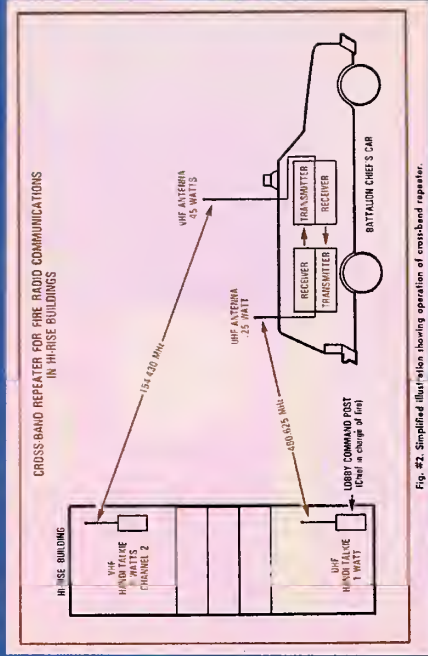 CROSS-BAND REPEATER FOR FIRE RADIO COMMUNICATIONS
IN HI-RISE BUILDINGS
HI-RISE BUILDING
VHF
HANDI TALKIE
WATTS
CHANNEL 2
UHF
HANDI TALKIE
1 WATT
LOBBY COMMAND POST
(Chief in charge of fire)
154.430 MHz
460.625 MHz
VHF ANTENNA
45 WATTS
UHF ANTENNA
.25 WATT
RECEIVER
TRANSMITTER
TRANSMITTER
RECEIVER
BATTALION CHIEF'S CAR
Fig. #2. Simplified illustration showing operation of cross-band repeater.